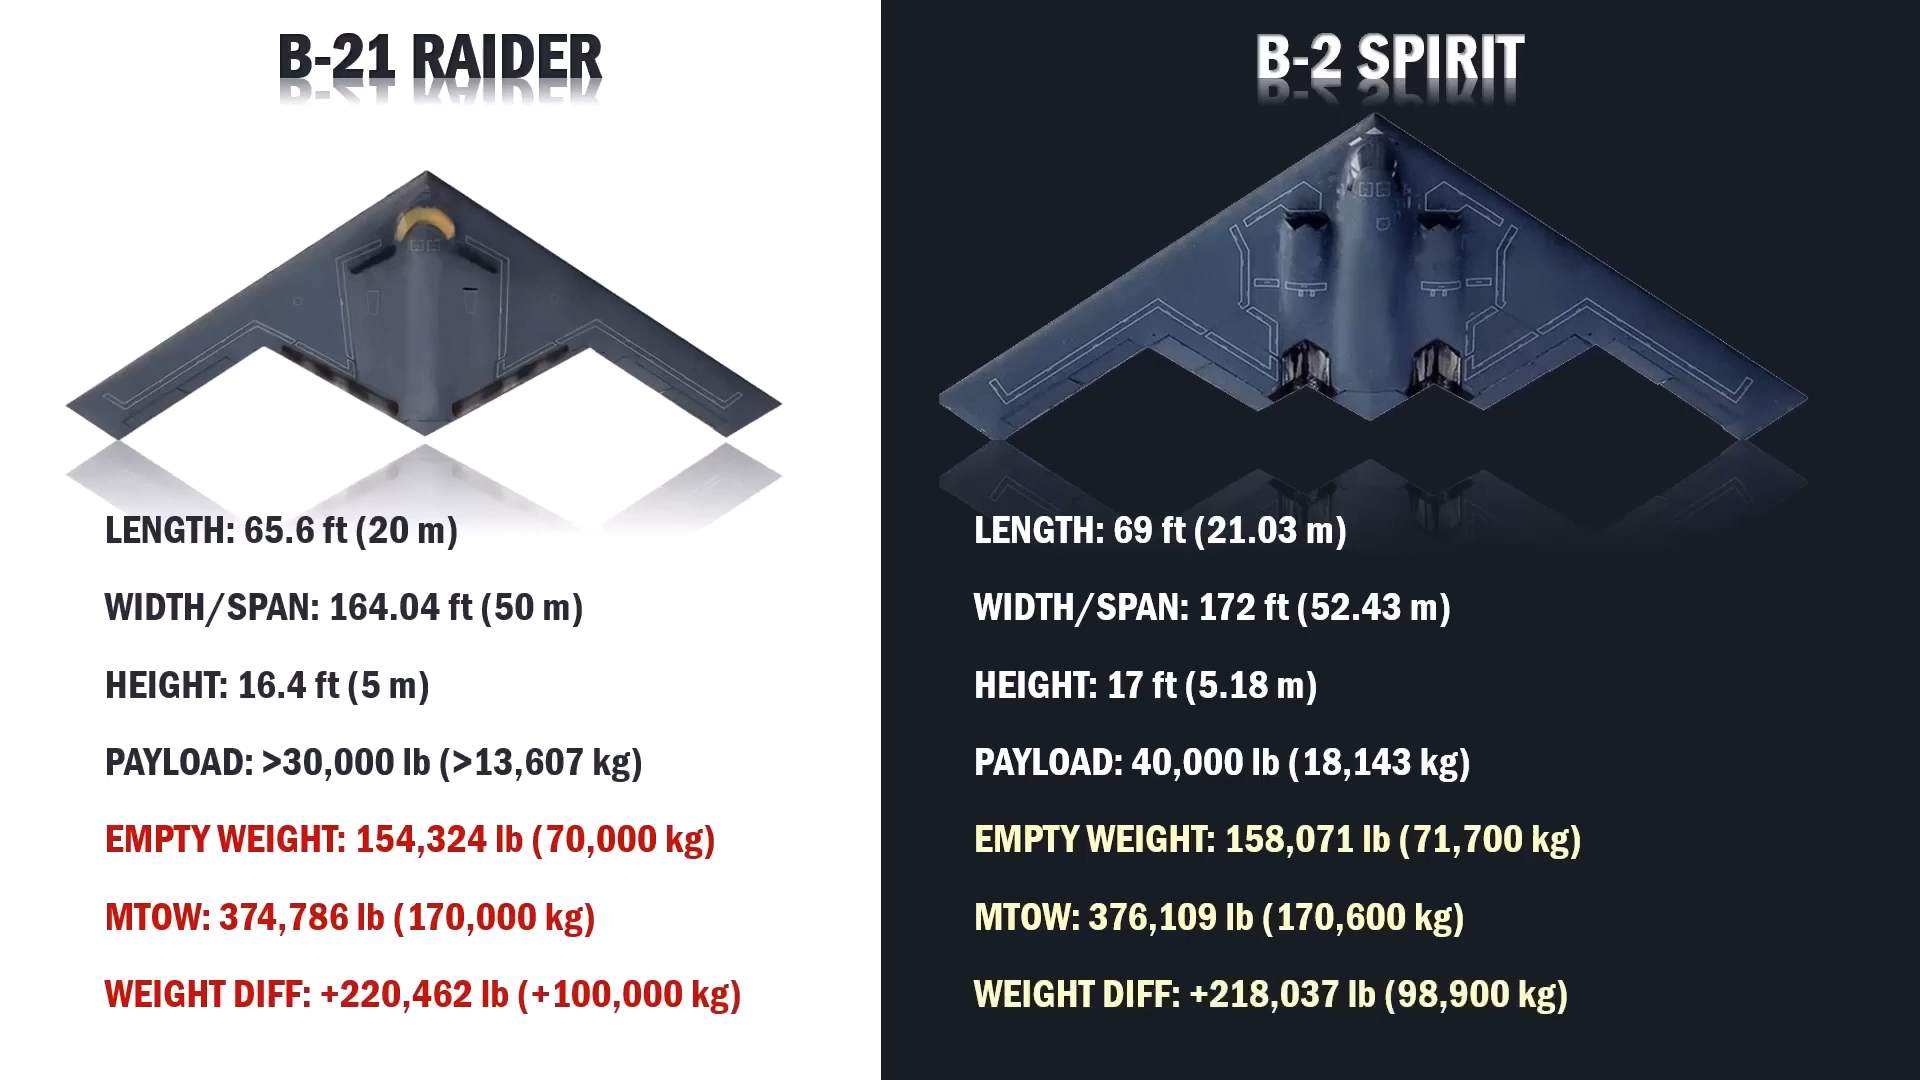 B-21 RAIDER
LENGTH: 65.6 ft (20 m)
WIDTH/SPAN: 164.04 ft (50 m)
HEIGHT: 16.4 ft (5 m)
PAYLOAD: >30,000 lb (>13,607 kg)
EMPTY WEIGHT: 154,324 lb (70,000 kg)
MTOW: 374,786 lb (170,000 kg)
WEIGHT DIFF: +220,462 lb (+100,000 kg)
B-2 SPIRIT
LENGTH: 69 ft (21.03 m)
WIDTH/SPAN: 172 ft (52.43 m)
HEIGHT: 17 ft (5.18 m)
PAYLOAD: 40,000 lb (18,143 kg)
EMPTY WEIGHT: 158,071 lb (71,700 kg)
MTOW: 376,109 lb (170,600 kg)
WEIGHT DIFF: +218,037 lb (98,900 kg)